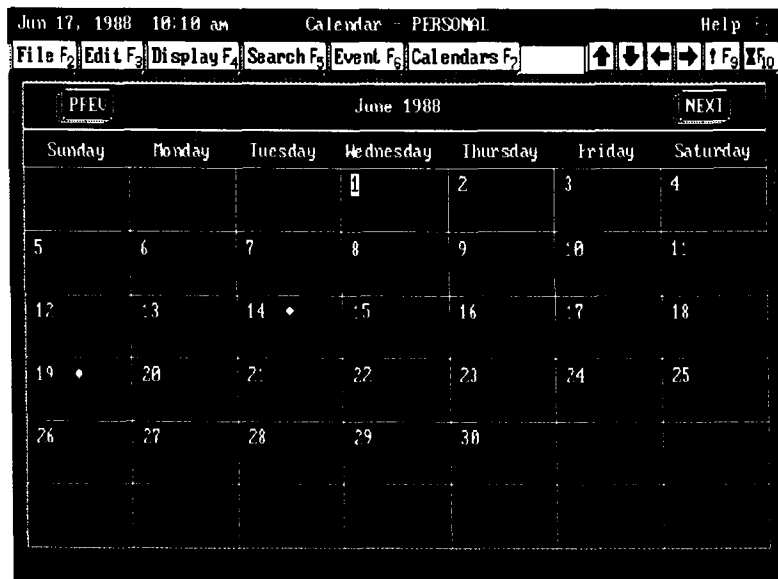 Jun 17, 1988 10:10 am Calendar - PERSONAL Help F
File F2 Edit F3 Display F4 Search F5 Event F6 Calendars F7 ↑ ↓ ← → ! F9 XF10
PREV June 1988 NEXT
Sunday Monday Tuesday Wednesday Thursday Friday Saturday
1 2 3 4
5 6 7 8 9 10 11
12 13 14 ♦ 15 16 17 18
19 ♦ 20 21 22 23 24 25
26 27 28 29 30